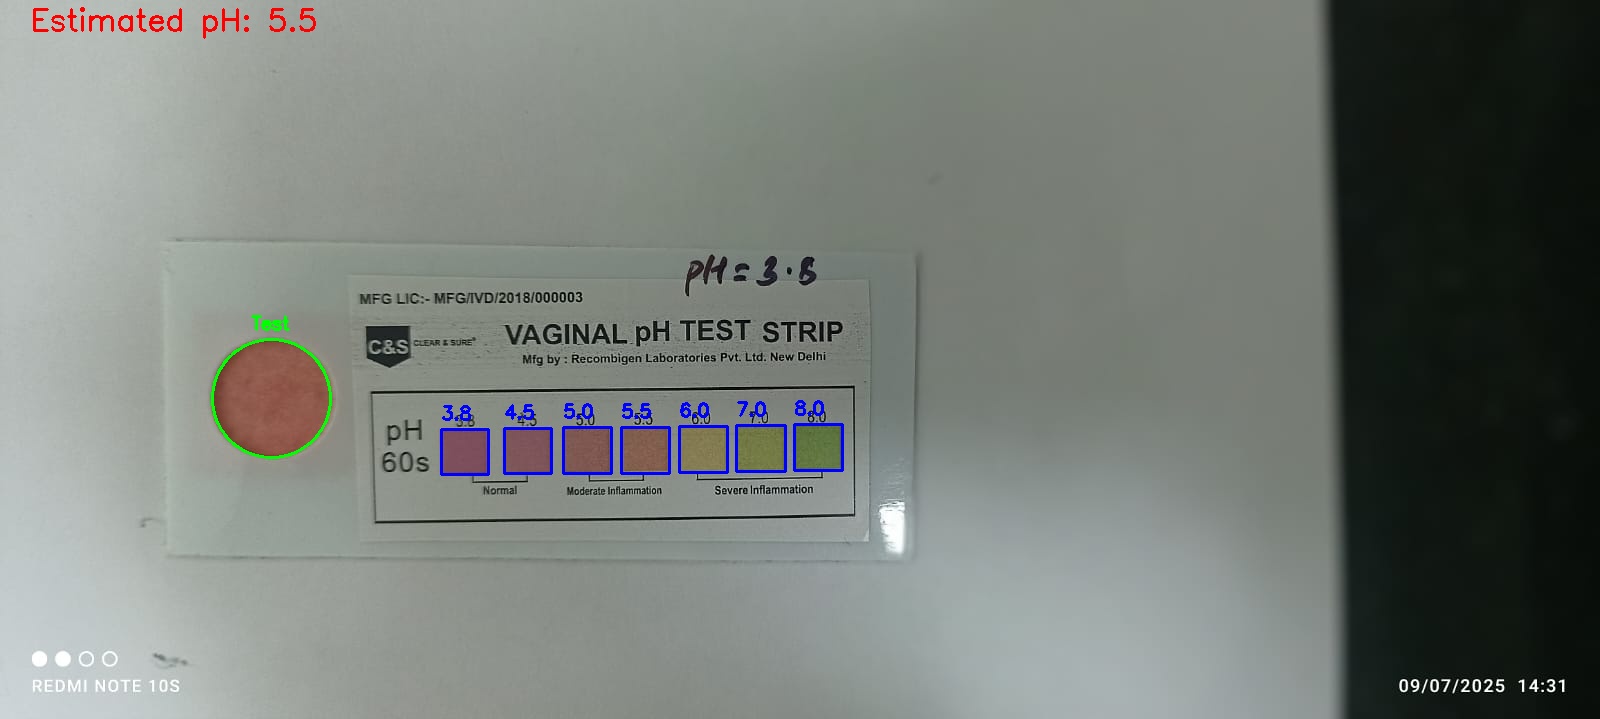 Estimated pH: 5.5
pH = 3.8
MFG LIC:- MFG/IVD/2018/000003
C&S CLEAR & SURE®
VAGINAL pH TEST STRIP
Mfg by : Recombigen Laboratories Pvt. Ltd. New Delhi
Test
3.8 4.5 5.0 5.5 6.0 7.0 8.0
3.8 4.5 5.0 5.5 6.0 7.0 8.0
pH
60s
Normal Moderate Inflammation Severe Inflammation
REDMI NOTE 10S
09/07/2025 14:31